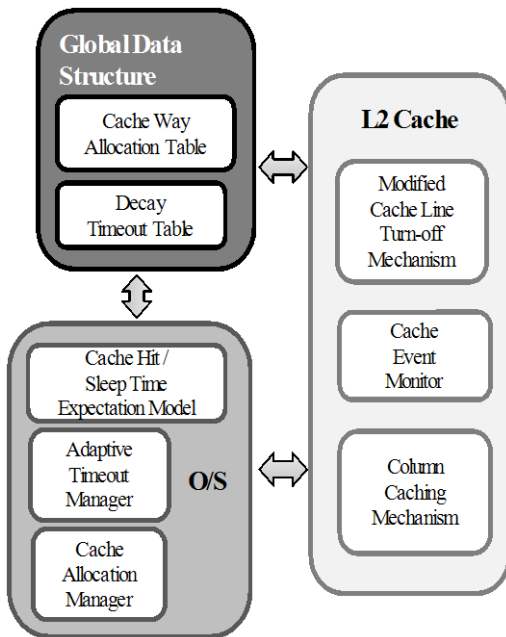 Global Data
Structure
Cache Way
Allocation Table
Decay
Timeout Table
Cache Hit /
Sleep Time
Expectation Model
Adaptive
Timeout
Manager
O/S
Cache
Allocation
Manager
L2 Cache
Modified
Cache Line
Turn-off
Mechanism
Cache
Event
Monitor
Column
Caching
Mechanism